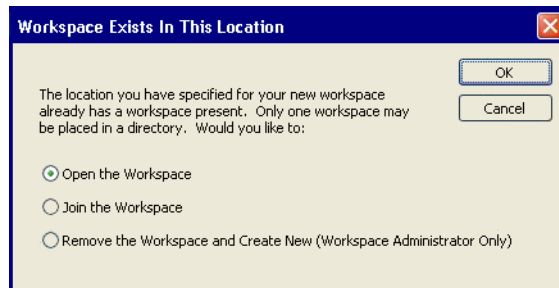 Workspace Exists In This Location
OK
The location you have specified for your new workspace
already has a workspace present. Only one workspace may
be placed in a directory. Would you like to:
Cancel
Open the Workspace
Join the Workspace
Remove the Workspace and Create New (Workspace Administrator Only)